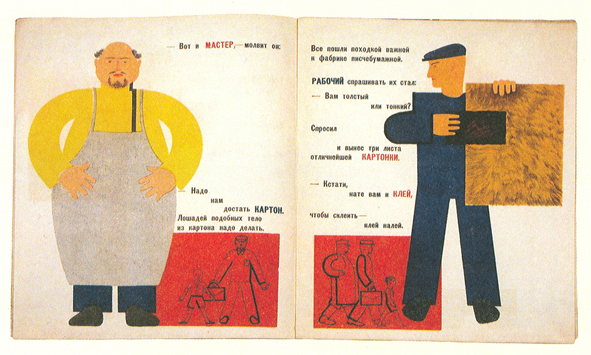 — Вот и МАСТЕР, — молвит он:
— Надо
нам
достать КАРТОН.
Лошадей подобных тело
из картона надо делать.
Все пошли походкой важной
к фабрике писчебумажной.
РАБОЧИЙ спрашивать их стал:
— Вам толстый
или тонкий?
Спросил
и вынес три листа
отличнейшей КАРТОНКИ.
— Кстати,
нате вам и КЛЕЙ,
чтобы склеить —
клей налей.